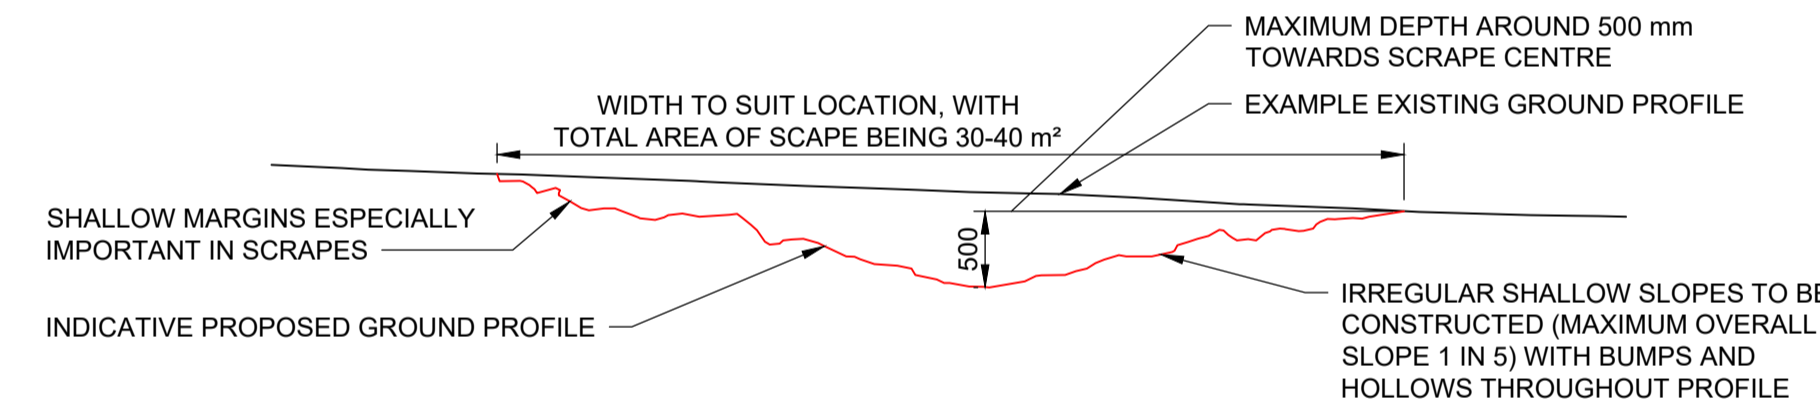 MAXIMUM DEPTH AROUND 500 mm
TOWARDS SCRAPE CENTRE
WIDTH TO SUIT LOCATION, WITH
TOTAL AREA OF SCAPE BEING 30-40 m²
EXAMPLE EXISTING GROUND PROFILE
SHALLOW MARGINS ESPECIALLY
IMPORTANT IN SCRAPES
500
INDICATIVE PROPOSED GROUND PROFILE
IRREGULAR SHALLOW SLOPES TO BE
CONSTRUCTED (MAXIMUM OVERALL
SLOPE 1 IN 5) WITH BUMPS AND
HOLLOWS THROUGHOUT PROFILE